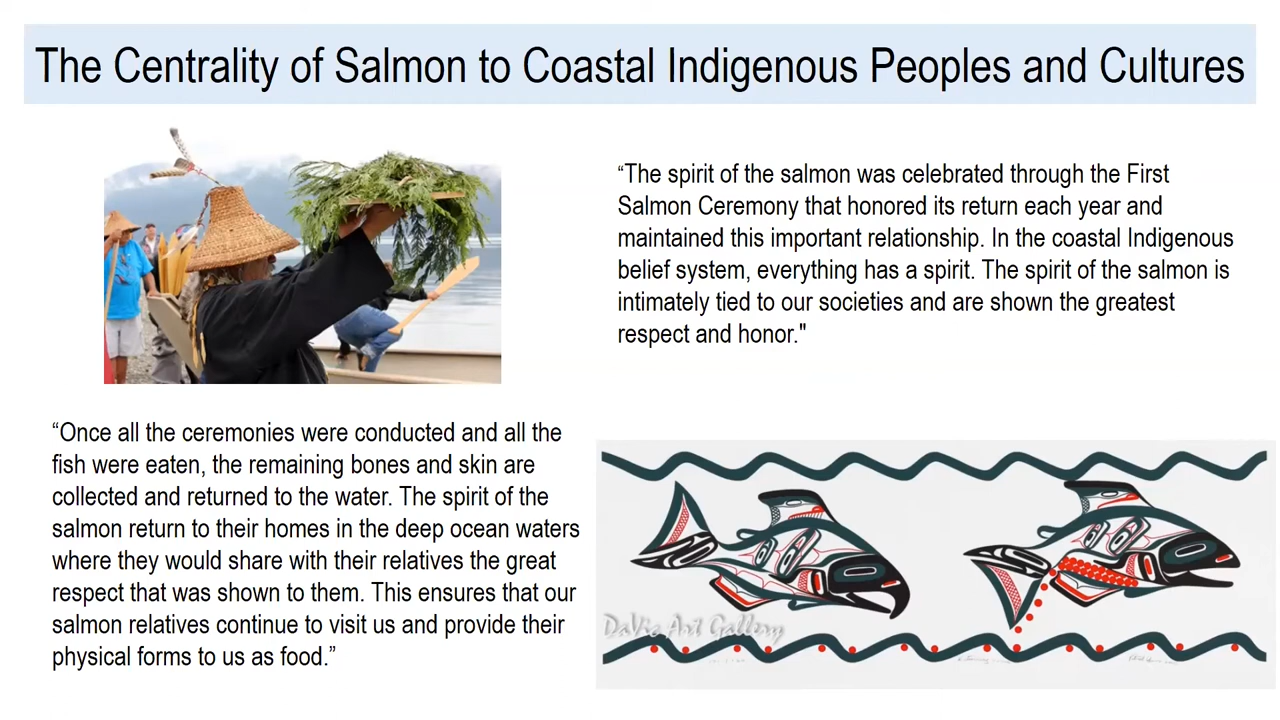 The Centrality of Salmon to Coastal Indigenous Peoples and Cultures
“The spirit of the salmon was celebrated through the First
Salmon Ceremony that honored its return each year and
maintained this important relationship. In the coastal Indigenous
belief system, everything has a spirit. The spirit of the salmon is
intimately tied to our societies and are shown the greatest
respect and honor."
“Once all the ceremonies were conducted and all the
fish were eaten, the remaining bones and skin are
collected and returned to the water. The spirit of the
salmon return to their homes in the deep ocean waters
where they would share with their relatives the great
respect that was shown to them. This ensures that our
salmon relatives continue to visit us and provide their
physical forms to us as food.”
DaVic Art Gallery